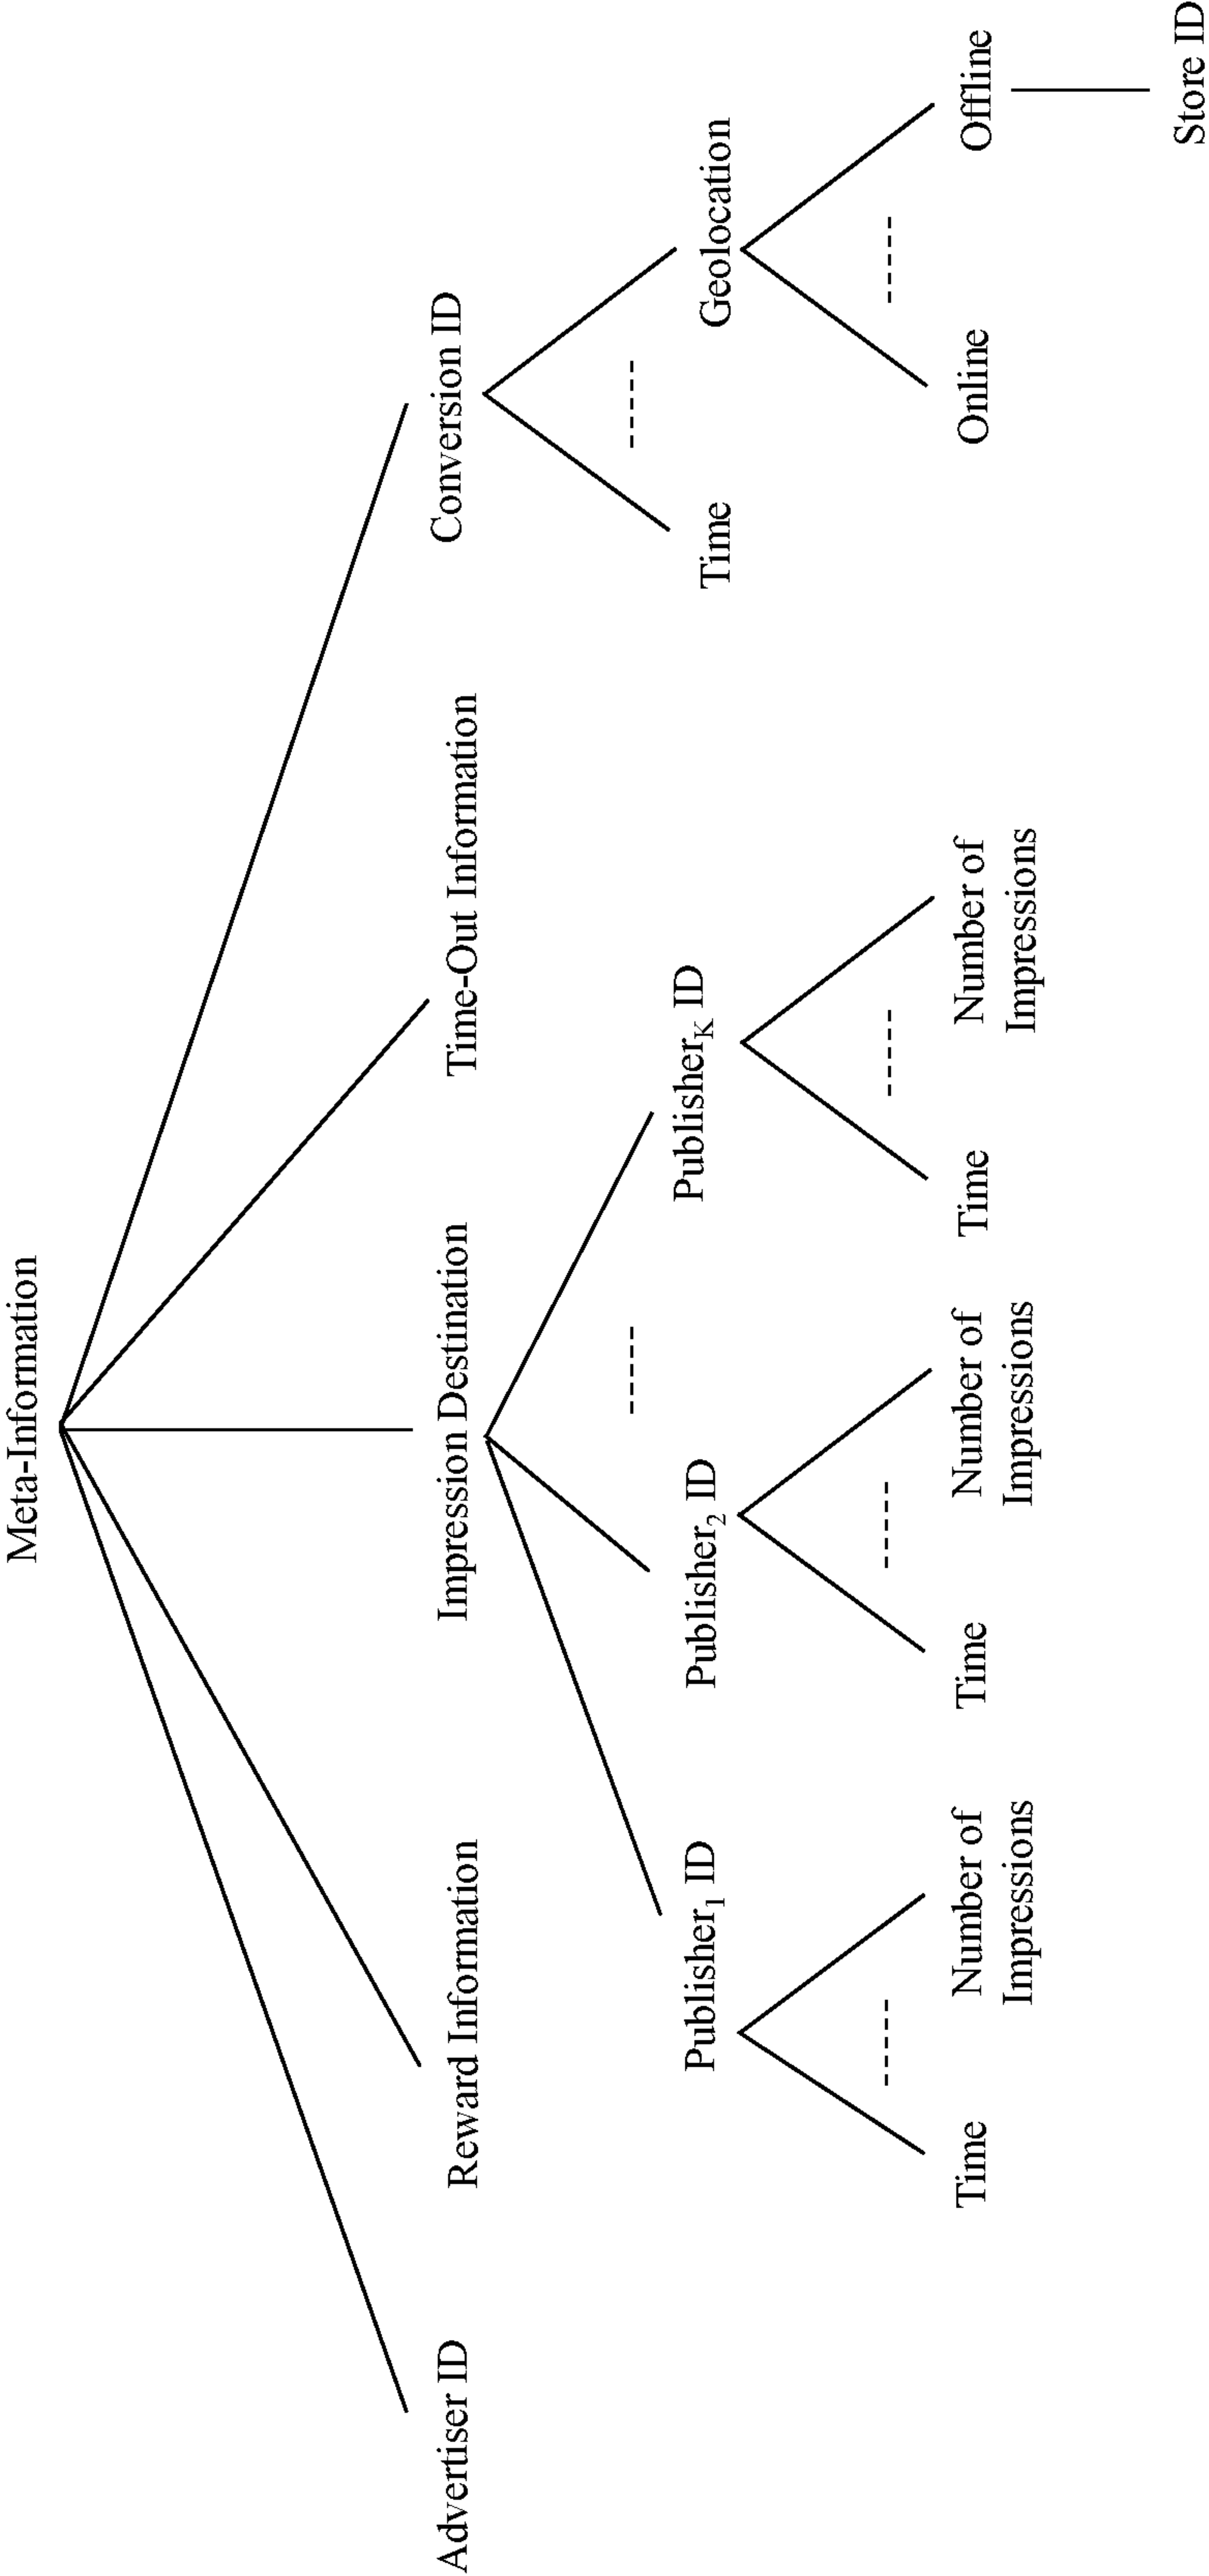 Meta-Information
Advertiser ID
Reward Information
Impression Destination
Time-Out Information
Conversion ID
Publisher₁ ID
Publisher₂ ID
Publisher_K ID
Time
Geolocation
Time
Number of
Impressions
Time
Number of
Impressions
Time
Number of
Impressions
Online
Offline
Store ID